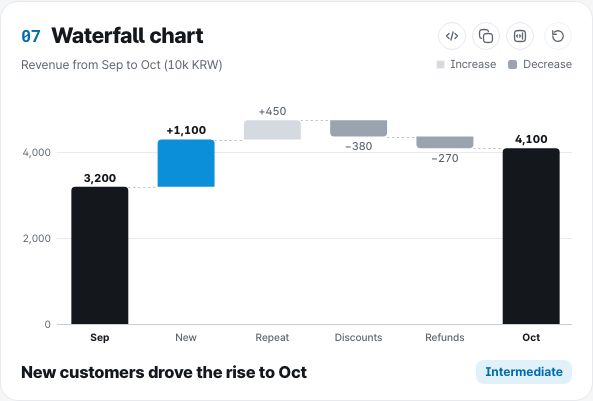 07 Waterfall chart
Revenue from Sep to Oct (10k KRW)
Increase Decrease
+450
+1,100
4,100
−380
4,000
−270
3,200
2,000
0
Sep New Repeat Discounts Refunds Oct
New customers drove the rise to Oct
Intermediate